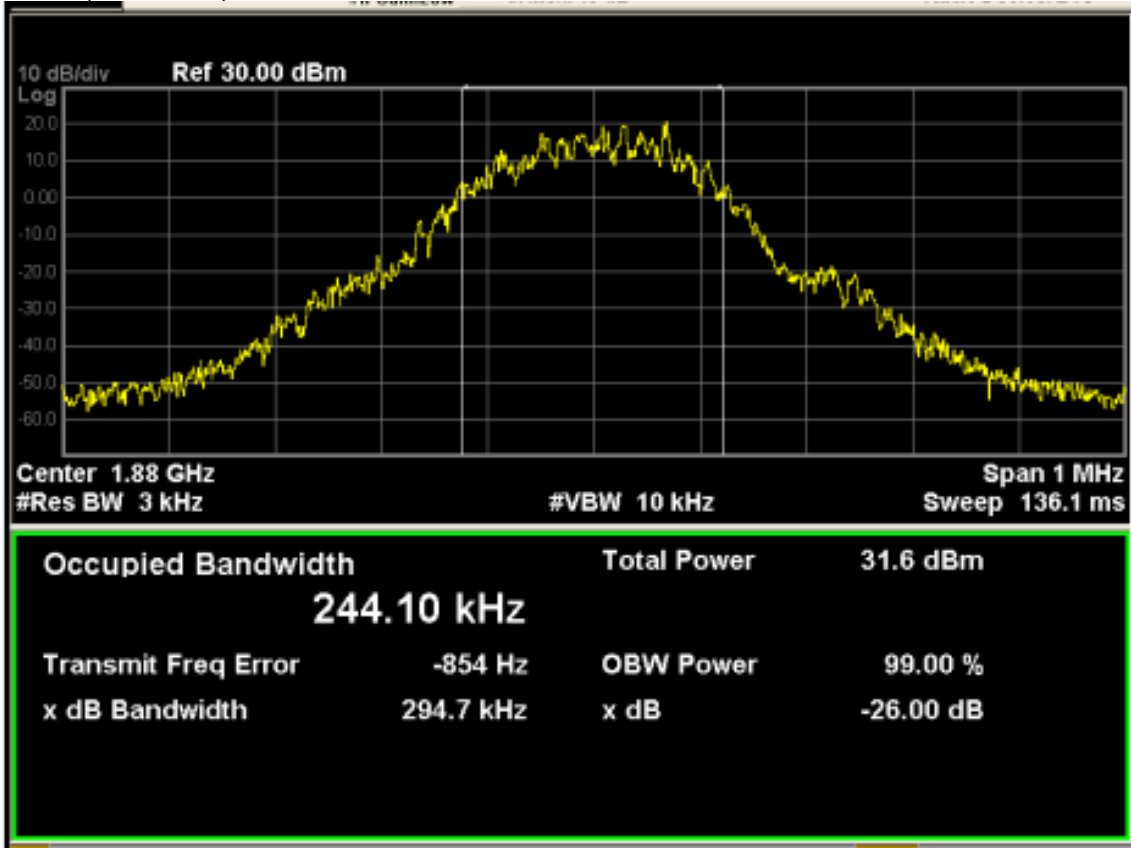 10 dB/div Ref 30.00 dBm
Log
20.0
10.0
0.00
-10.0
-20.0
-30.0
-40.0
-50.0
-60.0
Center 1.88 GHz Span 1 MHz
#Res BW 3 kHz #VBW 10 kHz Sweep 136.1 ms
Occupied Bandwidth Total Power 31.6 dBm
244.10 kHz
Transmit Freq Error -854 Hz OBW Power 99.00 %
x dB Bandwidth 294.7 kHz x dB -26.00 dB